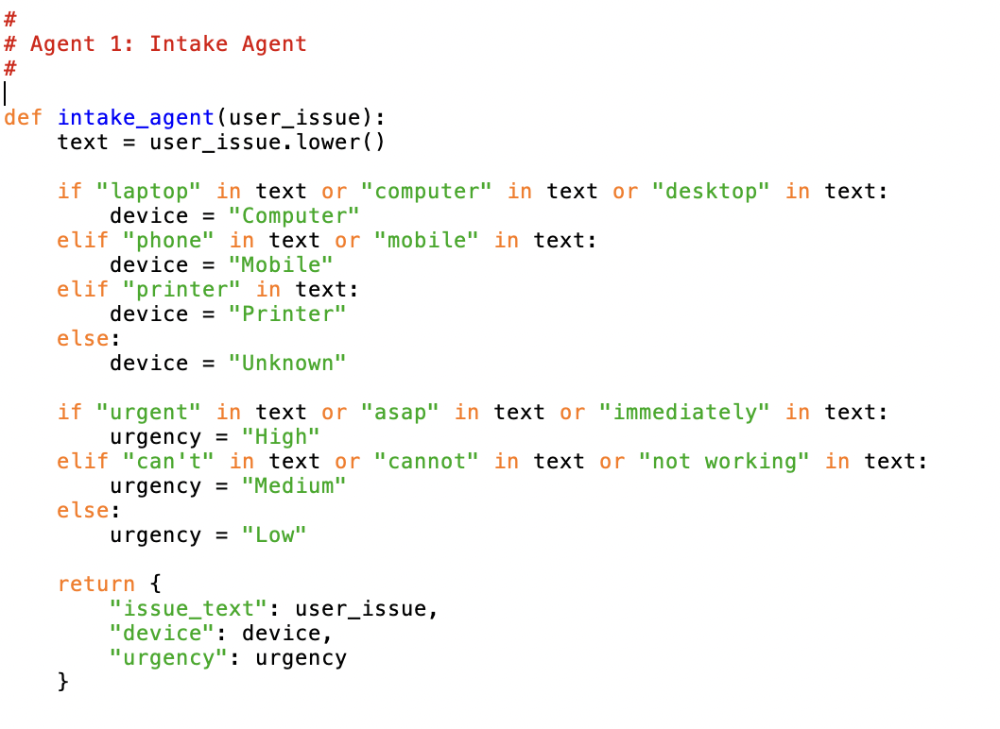 #
# Agent 1: Intake Agent
#
def intake_agent(user_issue):
    text = user_issue.lower()

    if "laptop" in text or "computer" in text or "desktop" in text:
        device = "Computer"
    elif "phone" in text or "mobile" in text:
        device = "Mobile"
    elif "printer" in text:
        device = "Printer"
    else:
        device = "Unknown"

    if "urgent" in text or "asap" in text or "immediately" in text:
        urgency = "High"
    elif "can't" in text or "cannot" in text or "not working" in text:
        urgency = "Medium"
    else:
        urgency = "Low"

    return {
        "issue_text": user_issue,
        "device": device,
        "urgency": urgency
    }